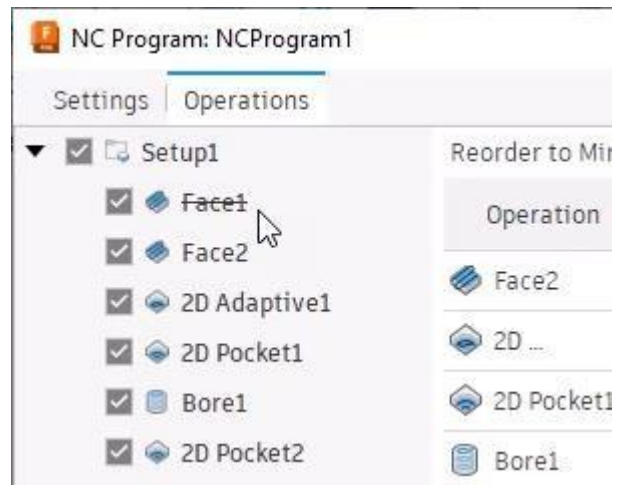 NC Program: NCProgram1
Settings | Operations
Setup1
Face1
Face2
2D Adaptive1
2D Pocket1
Bore1
2D Pocket2
Reorder to
Operation
Face2
2D ...
2D Pocket1
Bore1